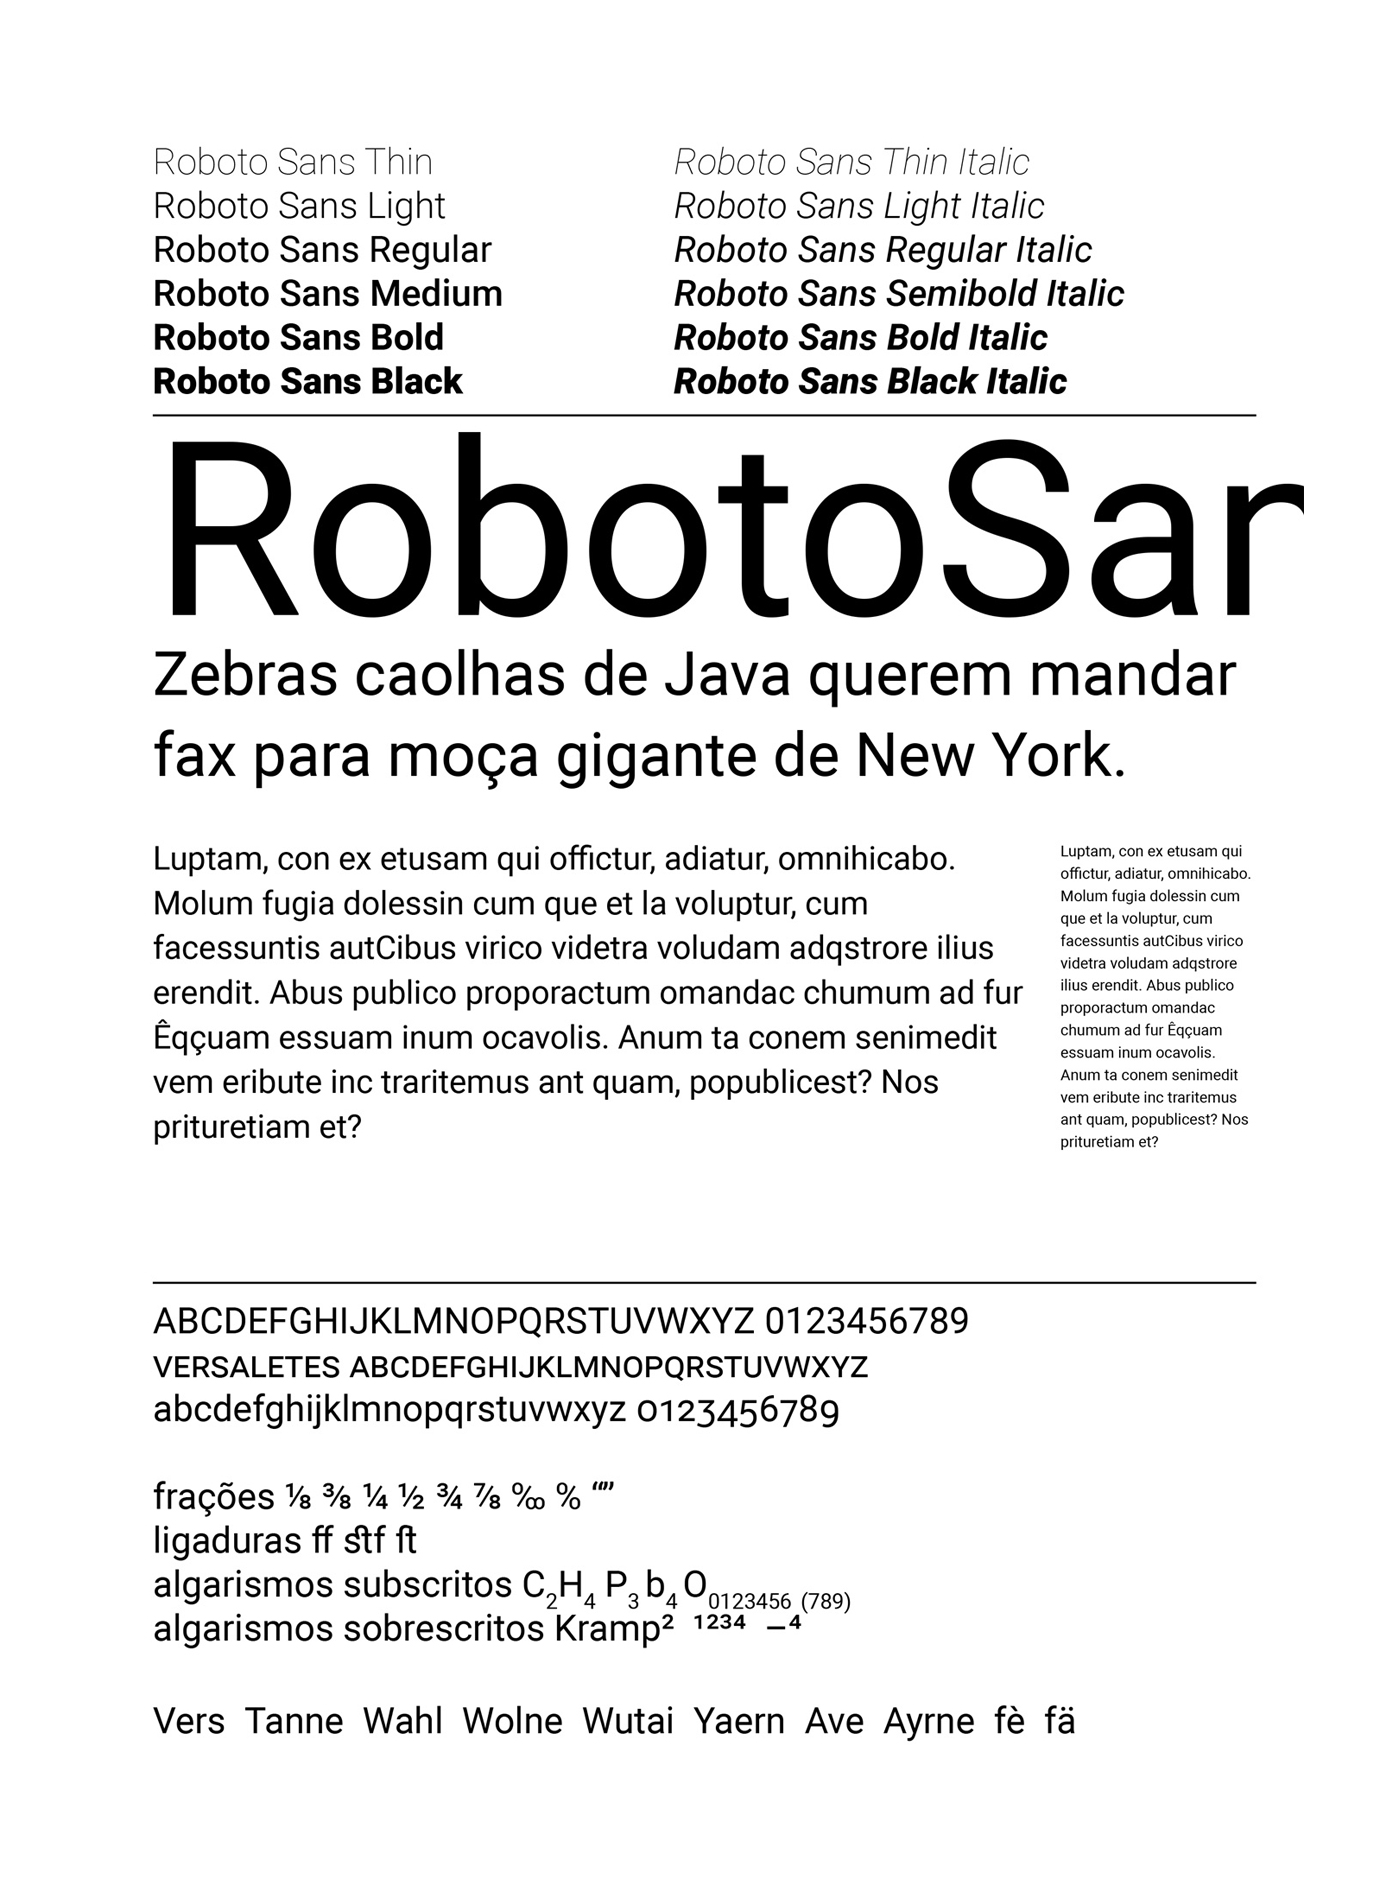 Roboto Sans Thin
Roboto Sans Light
Roboto Sans Regular
Roboto Sans Medium
Roboto Sans Bold
Roboto Sans Black
Roboto Sans Thin Italic
Roboto Sans Light Italic
Roboto Sans Regular Italic
Roboto Sans Semibold Italic
Roboto Sans Bold Italic
Roboto Sans Black Italic
RobotoSan
Zebras caolhas de Java querem mandar
fax para moça gigante de New York.
Luptam, con ex etusam qui offictur, adiatur, omnihicabo.
Molum fugia dolessin cum que et la voluptur, cum
facessuntis autCibus virico videtra voludam adqstrore ilius
erendit. Abus publico proporactum omandac chumum ad fur
Êqçuam essuam inum ocavolis. Anum ta conem senimedit
vem eribute inc traritemus ant quam, popublicest? Nos
prituretiam et?
Luptam, con ex etusam qui
offictur, adiatur, omnihicabo.
Molum fugia dolessin cum
que et la voluptur, cum
facessuntis autCibus virico
videtra voludam adqstrore
ilius erendit. Abus publico
proporactum omandac
chumum ad fur Êqçuam
essuam inum ocavolis.
Anum ta conem senimedit
vem eribute inc traritemus
ant quam, popublicest? Nos
prituretiam et?
ABCDEFGHIJKLMNOPQRSTUVWXYZ 0123456789
VERSALETES ABCDEFGHIJKLMNOPQRSTUVWXYZ
abcdefghijklmnopqrstuvwxyz 0123456789
frações ⅛ ⅜ ¼ ½ ¾ ⅞ ‰ % “”
ligaduras ff stf ft
algarismos subscritos C₂H₄ P₃ b₄ O₀₁₂₃₄₅₆ ₍₇₈₉₎
algarismos sobrescritos Kramp² ¹²³⁴ –⁴
Vers Tanne Wahl Wolne Wutai Yaern Ave Ayrne fè fä